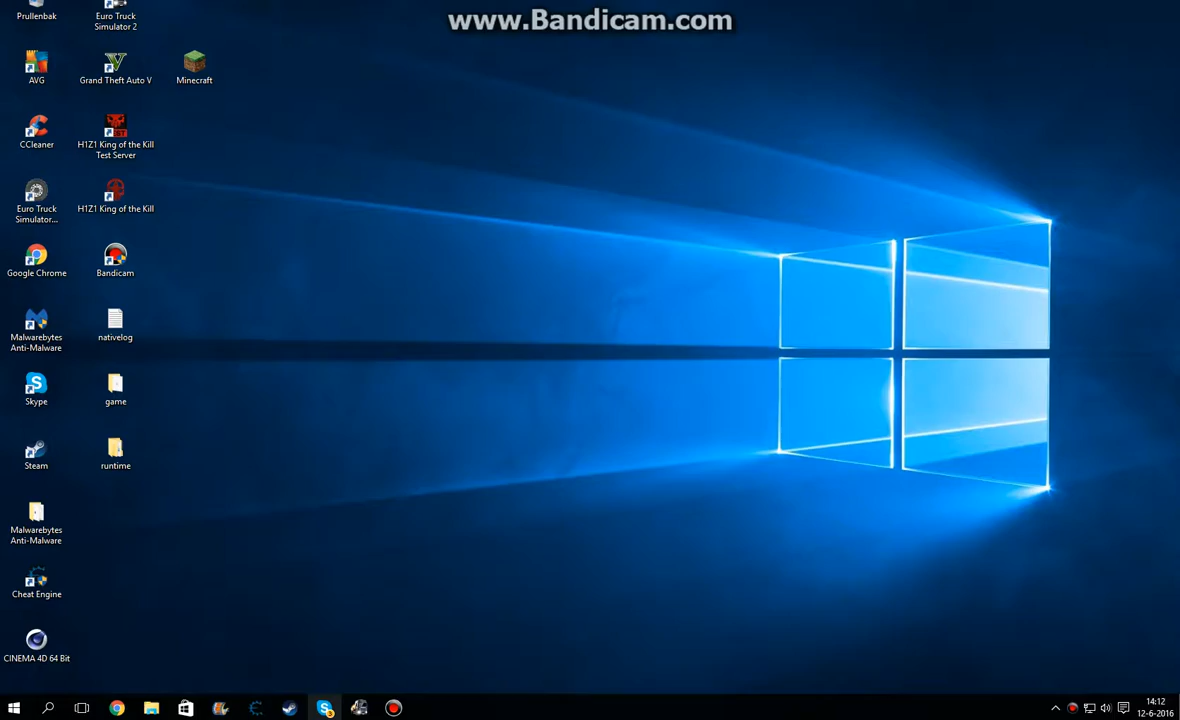 www.Bandicam.com
Prullenbak
Euro Truck
Simulator 2
AVG
Grand Theft Auto V
Minecraft
CCleaner
H1Z1 King of the Kill
Test Server
Euro Truck
Simulator...
H1Z1 King of the Kill
Google Chrome
Bandicam
Malwarebytes
Anti-Malware
nativelog
Skype
game
Steam
runtime
Malwarebytes
Anti-Malware
Cheat Engine
CINEMA 4D 64 Bit
14:12
12-6-2016